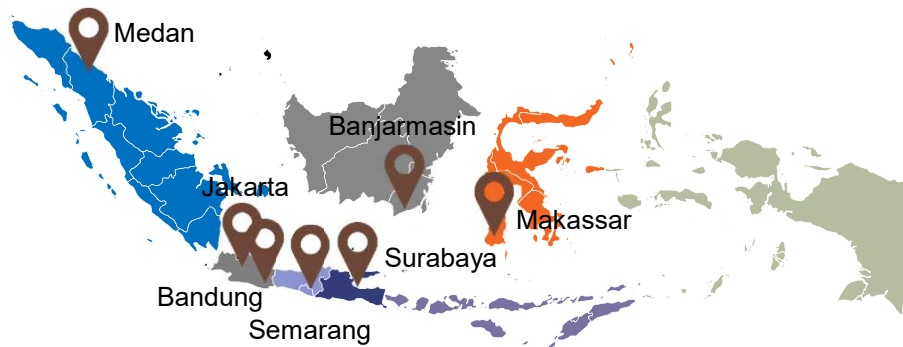 Medan
Banjarmasin
Jakarta
Makassar
Surabaya
Bandung
Semarang